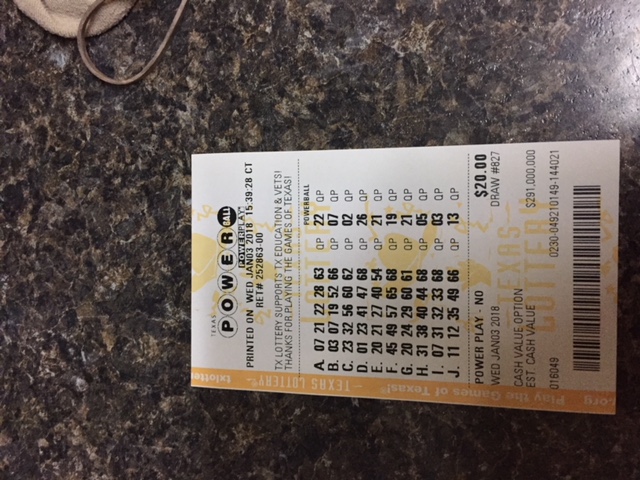 TEXAS
POWERBALL
POWERPLAY
PRINTED ON WED JAN03 2018 15:39:28 CT
RET# 252863-00
TX LOTTERY SUPPORTS TX EDUCATION & VETS!
THANKS FOR PLAYING THE GAMES OF TEXAS!
POWERBALL
A. 07 21 22 28 63 QP 22 QP
B. 03 07 19 52 66 QP 07 QP
C. 23 32 56 60 62 QP 02 QP
D. 01 23 41 47 68 QP 26 QP
E. 20 21 27 40 54 QP 21 QP
F. 45 49 57 65 68 QP 19 QP
G. 20 24 29 60 61 QP 21 QP
H. 31 38 40 44 68 QP 05 QP
I. 07 31 32 33 68 QP 03 QP
J. 11 12 35 49 66 QP 13 QP
POWER PLAY - NO $20.00
WED JAN03 2018 DRAW #827
CASH VALUE OPTION
EST. CASH VALUE $291,000,000
016049 0230-049210149-144021
TEXAS
LOTTERY
.org Play the Games of Texas!® —TEXAS LOTTERY®— txlotte